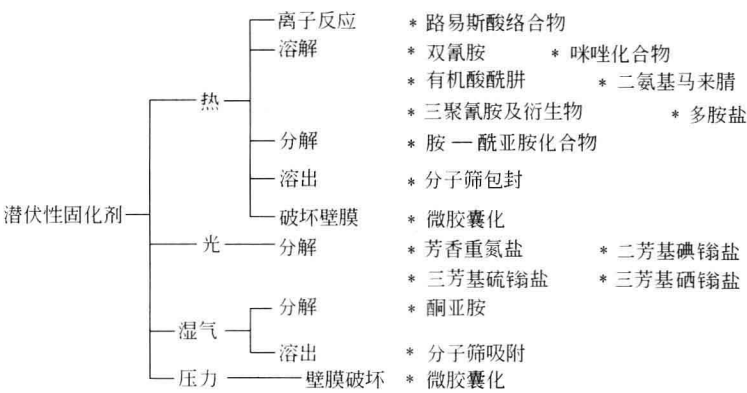 离子反应 * 路易斯酸络合物
溶解 * 双氰胺 * 咪唑化合物
* 有机酸酰肼 * 二氨基马来腈
热
* 三聚氰胺及衍生物 * 多胺盐
分解 * 胺—酰亚胺化合物
溶出 * 分子筛包封
潜伏性固化剂
破坏壁膜 * 微胶囊化
光 分解 * 芳香重氮盐 * 二芳基碘鎓盐
* 三芳基硫鎓盐 * 三芳基硒鎓盐
分解 * 酮亚胺
湿气
溶出 * 分子筛吸附
压力 壁膜破坏 * 微胶囊化